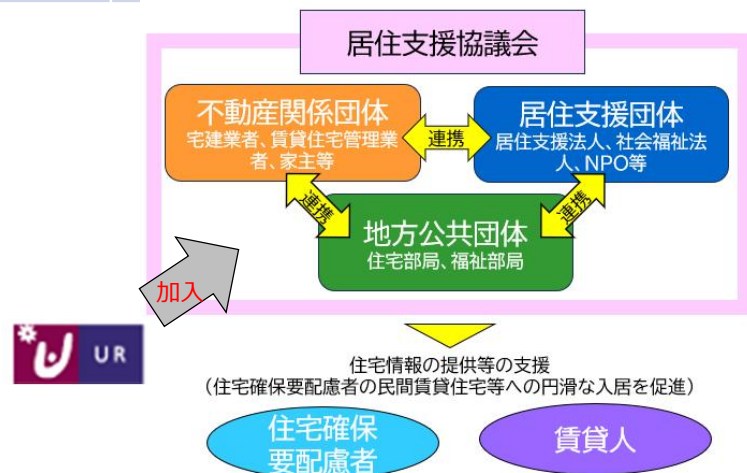 居住支援協議会
不動産関係団体
宅建業者、賃貸住宅管理業
者、家主等
連携
居住支援団体
居住支援法人、社会福祉法
人、NPO等
連携
連携
地方公共団体
住宅部局、福祉部局
加入
UR
住宅情報の提供等の支援
（住宅確保要配慮者の民間賃貸住宅等への円滑な入居を促進）
住宅確保
要配慮者
賃貸人